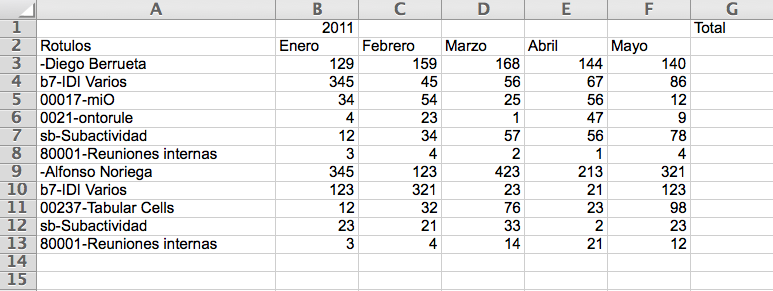 A B C D E F G
1 2011 Total
2 Rotulos Enero Febrero Marzo Abril Mayo
3 -Diego Berrueta 129 159 168 144 140
4 b7-IDI Varios 345 45 56 67 86
5 00017-miO 34 54 25 56 12
6 0021-ontorule 4 23 1 47 9
7 sb-Subactividad 12 34 57 56 78
8 80001-Reuniones internas 3 4 2 1 4
9 -Alfonso Noriega 345 123 423 213 321
10 b7-IDI Varios 123 321 23 21 123
11 00237-Tabular Cells 12 32 76 23 98
12 sb-Subactividad 23 21 33 2 23
13 80001-Reuniones internas 3 4 14 21 12
14
15